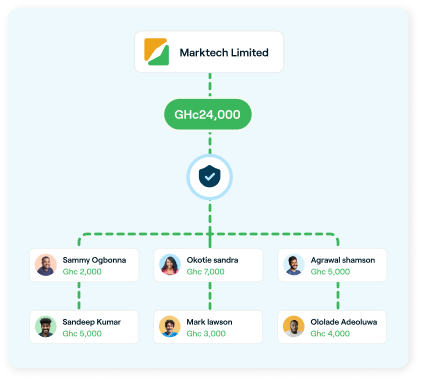 Marktech Limited
GHc24,000
Sammy Ogbonna
Ghc 2,000
Okotie sandra
Ghc 7,000
Agrawal shamson
Ghc 5,000
Sandeep Kumar
Ghc 5,000
Mark lawson
Ghc 3,000
Ololade Adeoluwa
Ghc 4,000